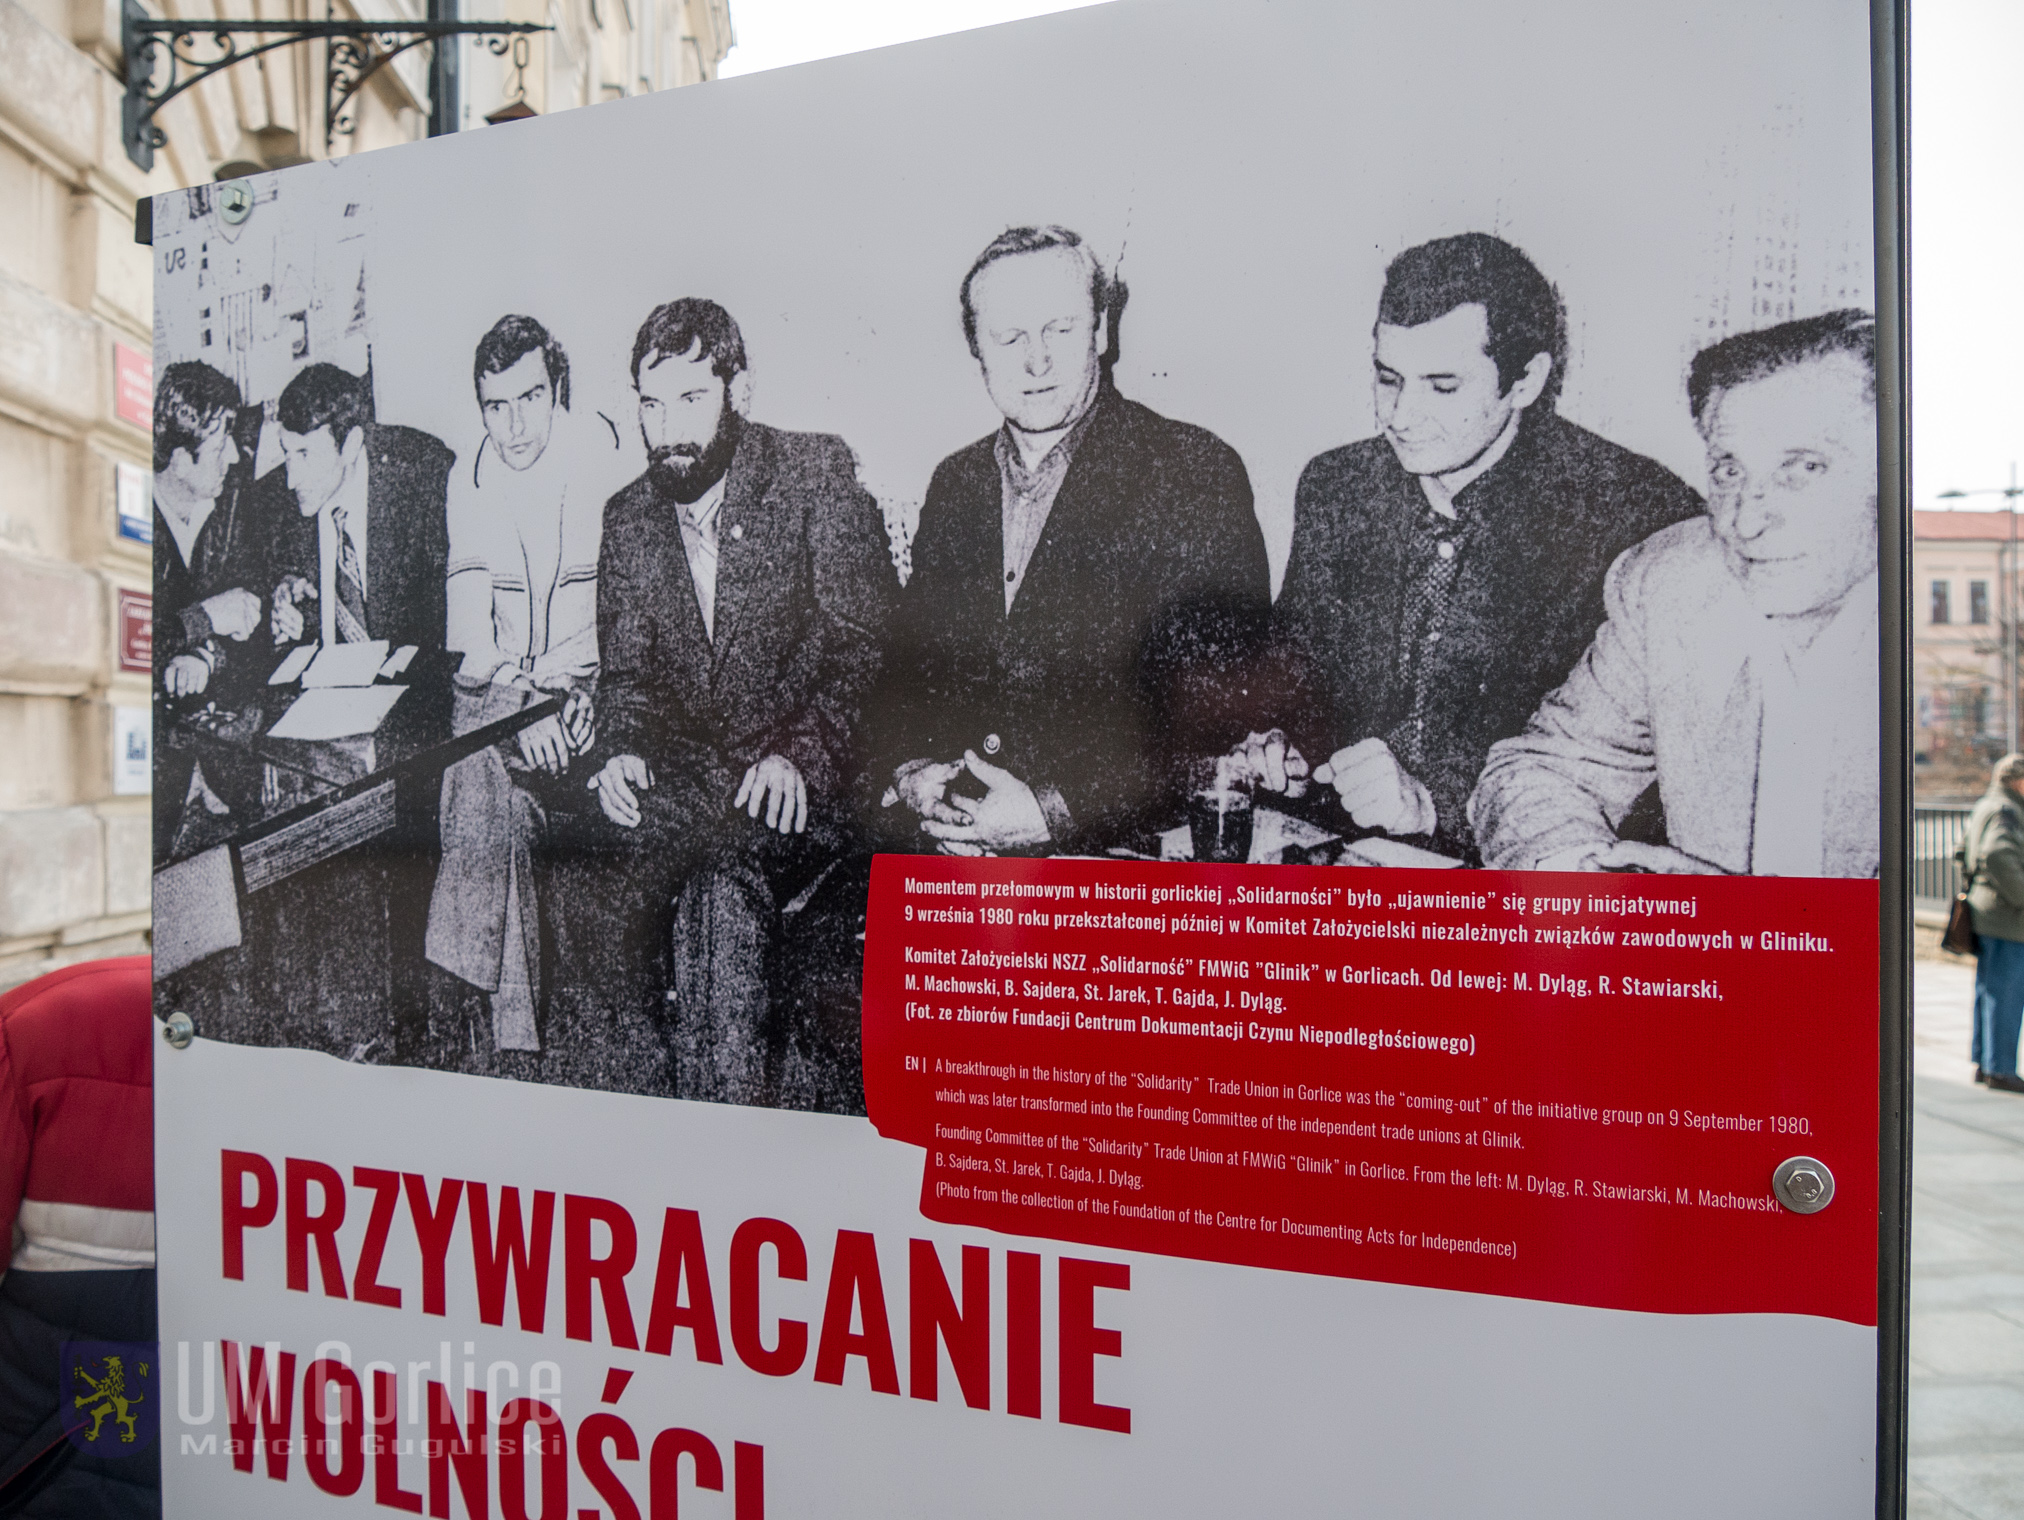 Momentem przełomowym w historii gorlickiej „Solidarności” było „ujawnienie” się grupy inicjatywnej
9 września 1980 roku przekształconej później w Komitet Założycielski niezależnych związków zawodowych w Gliniku.
Komitet Założycielski NSZZ „Solidarność” FMWiG ”Glinik” w Gorlicach. Od lewej: M. Dyląg, R. Stawiarski,
M. Machowski, B. Sajdera, St. Jarek, T. Gajda, J. Dyląg.
(Fot. ze zbiorów Fundacji Centrum Dokumentacji Czynu Niepodległościowego)
EN | A breakthrough in the history of the “Solidarity” Trade Union in Gorlice was the “coming-out” of the initiative group on 9 September 1980,
which was later transformed into the Founding Committee of the independent trade unions at Glinik.
Founding Committee of the “Solidarity” Trade Union at FMWiG “Glinik” in Gorlice. From the left: M. Dyląg, R. Stawiarski, M. Machowski,
B. Sajdera, St. Jarek, T. Gajda, J. Dyląg.
(Photo from the collection of the Foundation of the Centre for Documenting Acts for Independence)
PRZYWRACANIE
WOLNOŚCI
UM Gorlice
Marcin Gugulski